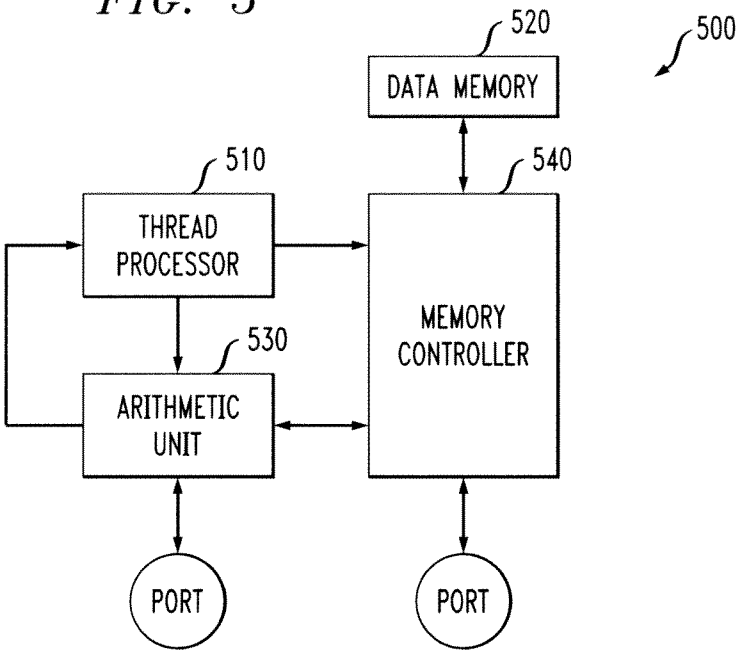 FIG. 5
520
500
DATA MEMORY
510
540
THREAD
PROCESSOR
MEMORY
CONTROLLER
530
ARITHMETIC
UNIT
PORT
PORT